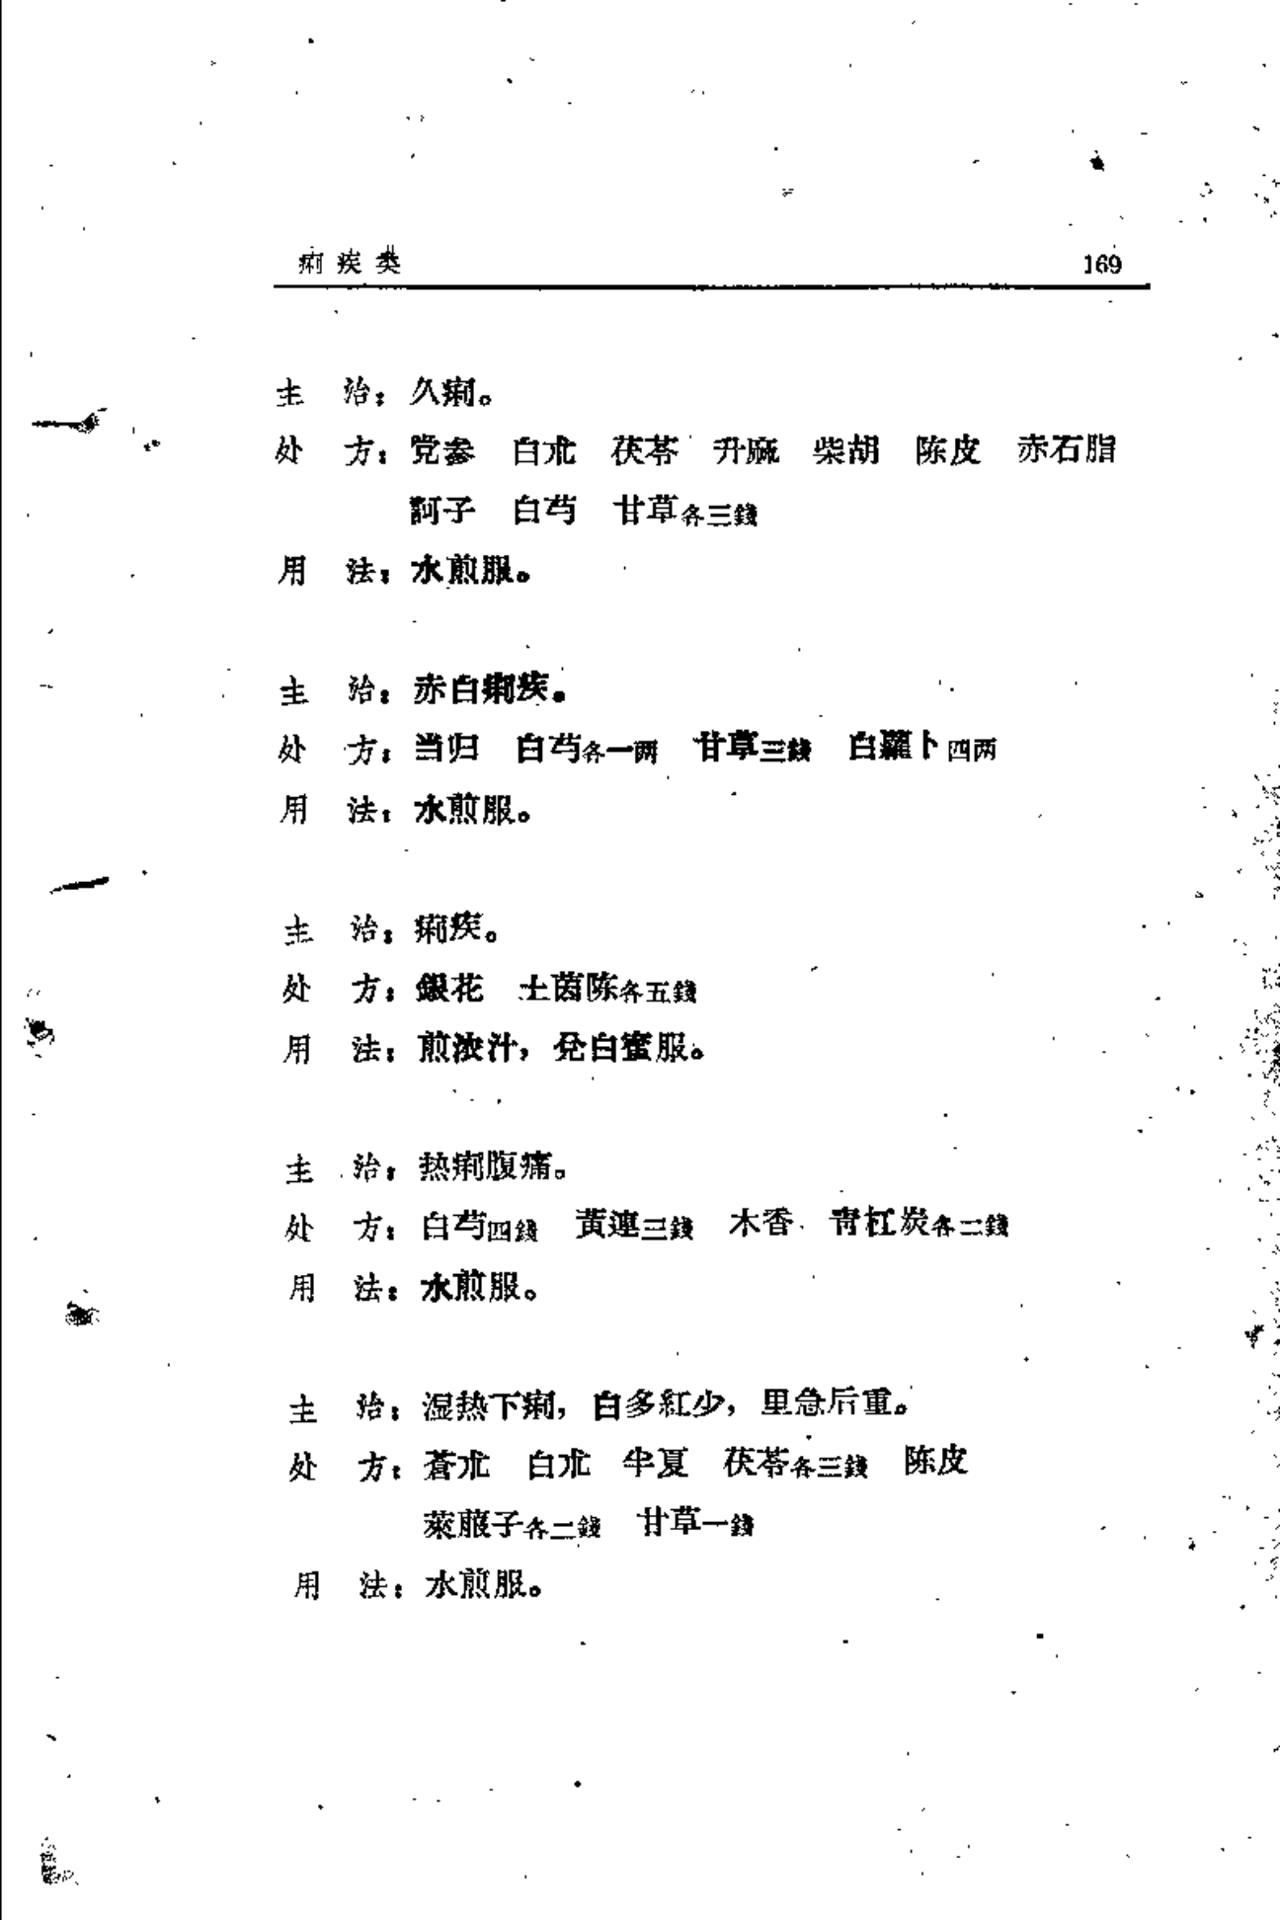 痢疾类 169
主 治：久痢。
处 方：党参 白朮 茯苓 升麻 柴胡 陈皮 赤石脂
訶子 白芍 甘草各三錢
用 法：水煎服。
主 治：赤白痢疾。
处 方：当归 白芍各一两 甘草三錢 白蘿卜四两
用 法：水煎服。
主 治：痢疾。
处 方：銀花 土茵陈各五錢
用 法：煎浓汁，兌白蜜服。
主 治：热痢腹痛。
处 方：白芍四錢 黃連三錢 木香 青杠炭各二錢
用 法：水煎服。
主 治：湿热下痢，白多紅少，里急后重。
处 方：蒼朮 白朮 半夏 茯苓各三錢 陈皮
萊菔子各二錢 甘草一錢
用 法：水煎服。